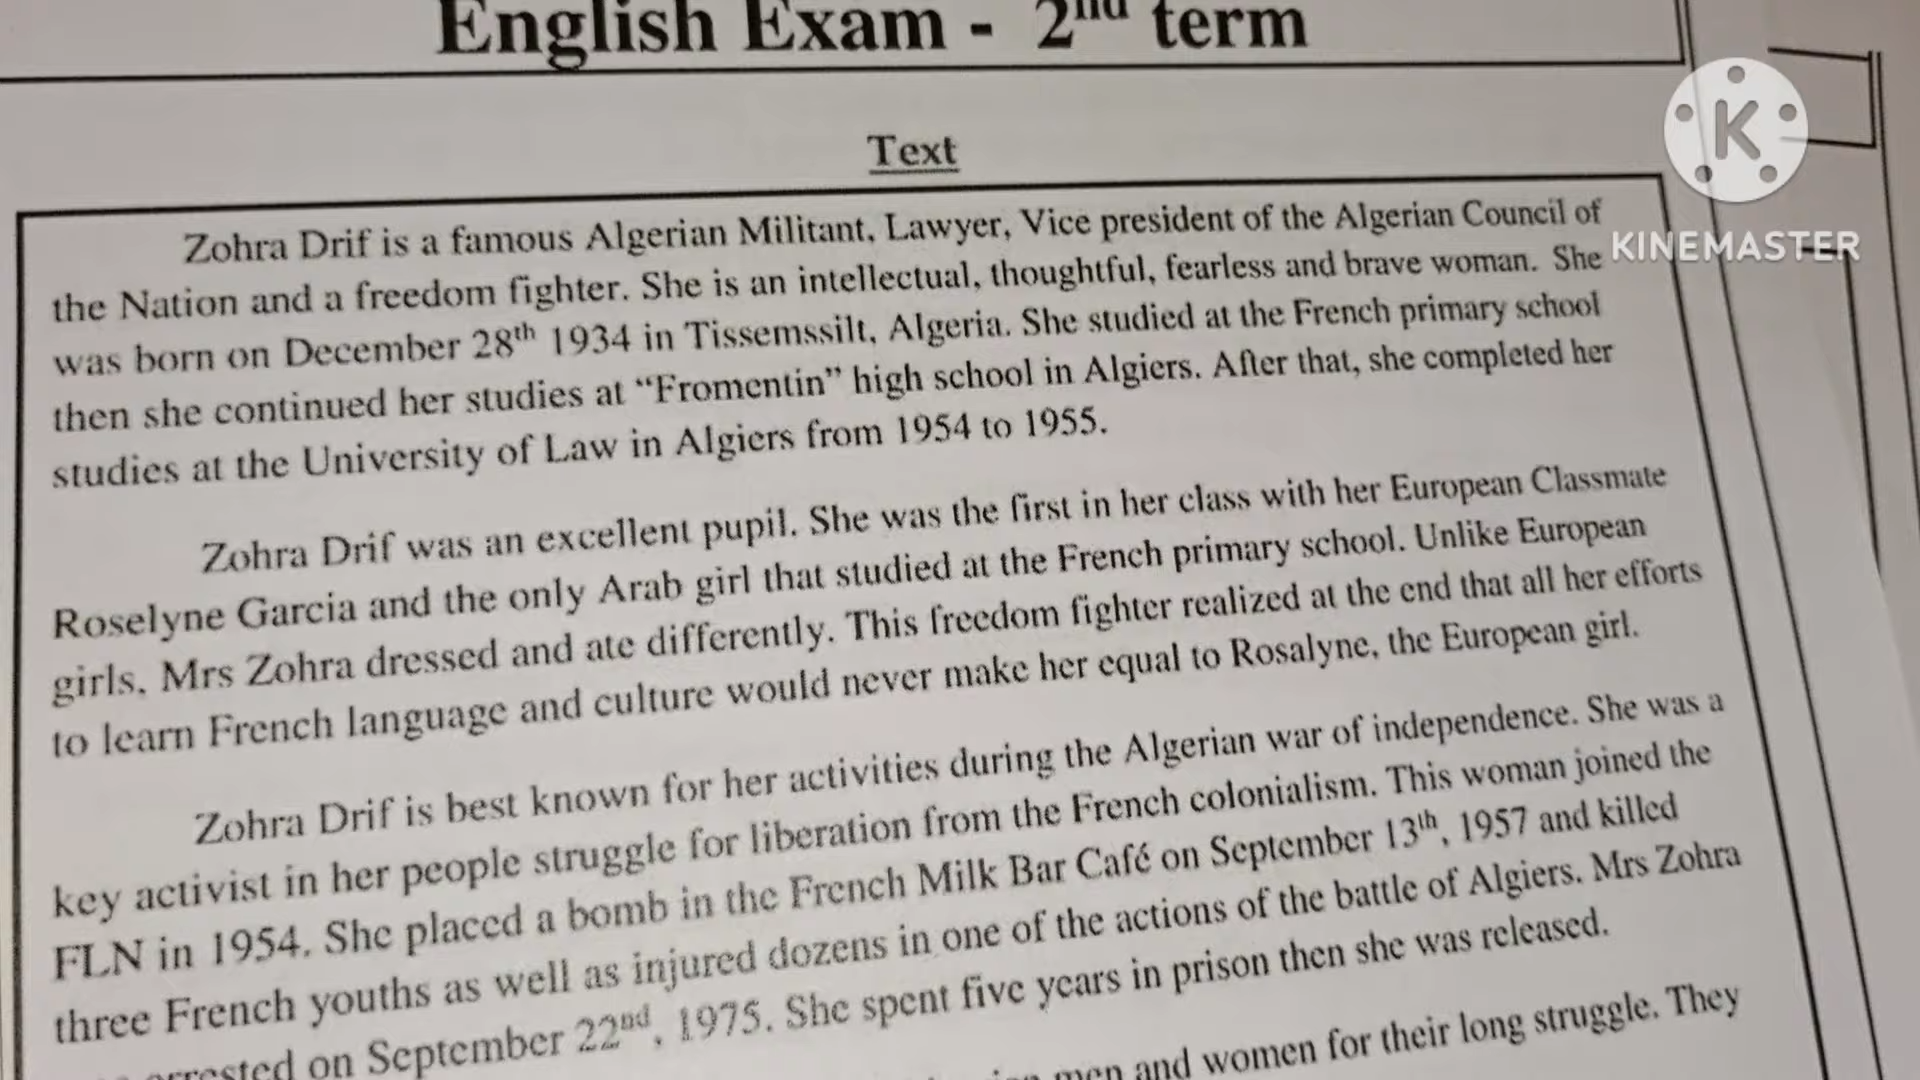 English Exam - 2nd term
Text
K
KINEMASTER
Zohra Drif is a famous Algerian Militant, Lawyer, Vice president of the Algerian Council of
the Nation and a freedom fighter. She is an intellectual, thoughtful, fearless and brave woman. She
was born on December 28th 1934 in Tissemssilt, Algeria. She studied at the French primary school
then she continued her studies at “Fromentin” high school in Algiers. After that, she completed her
studies at the University of Law in Algiers from 1954 to 1955.
Zohra Drif was an excellent pupil. She was the first in her class with her European Classmate
Roselyne Garcia and the only Arab girl that studied at the French primary school. Unlike European
girls, Mrs Zohra dressed and ate differently. This freedom fighter realized at the end that all her efforts
to learn French language and culture would never make her equal to Rosalyne, the European girl.
Zohra Drif is best known for her activities during the Algerian war of independence. She was a
key activist in her people struggle for liberation from the French colonialism. This woman joined the
FLN in 1954. She placed a bomb in the French Milk Bar Café on September 13th, 1957 and killed
three French youths as well as injured dozens in one of the actions of the battle of Algiers. Mrs Zohra
arrested on September 22nd, 1975. She spent five years in prison then she was released.
men and women for their long struggle. They